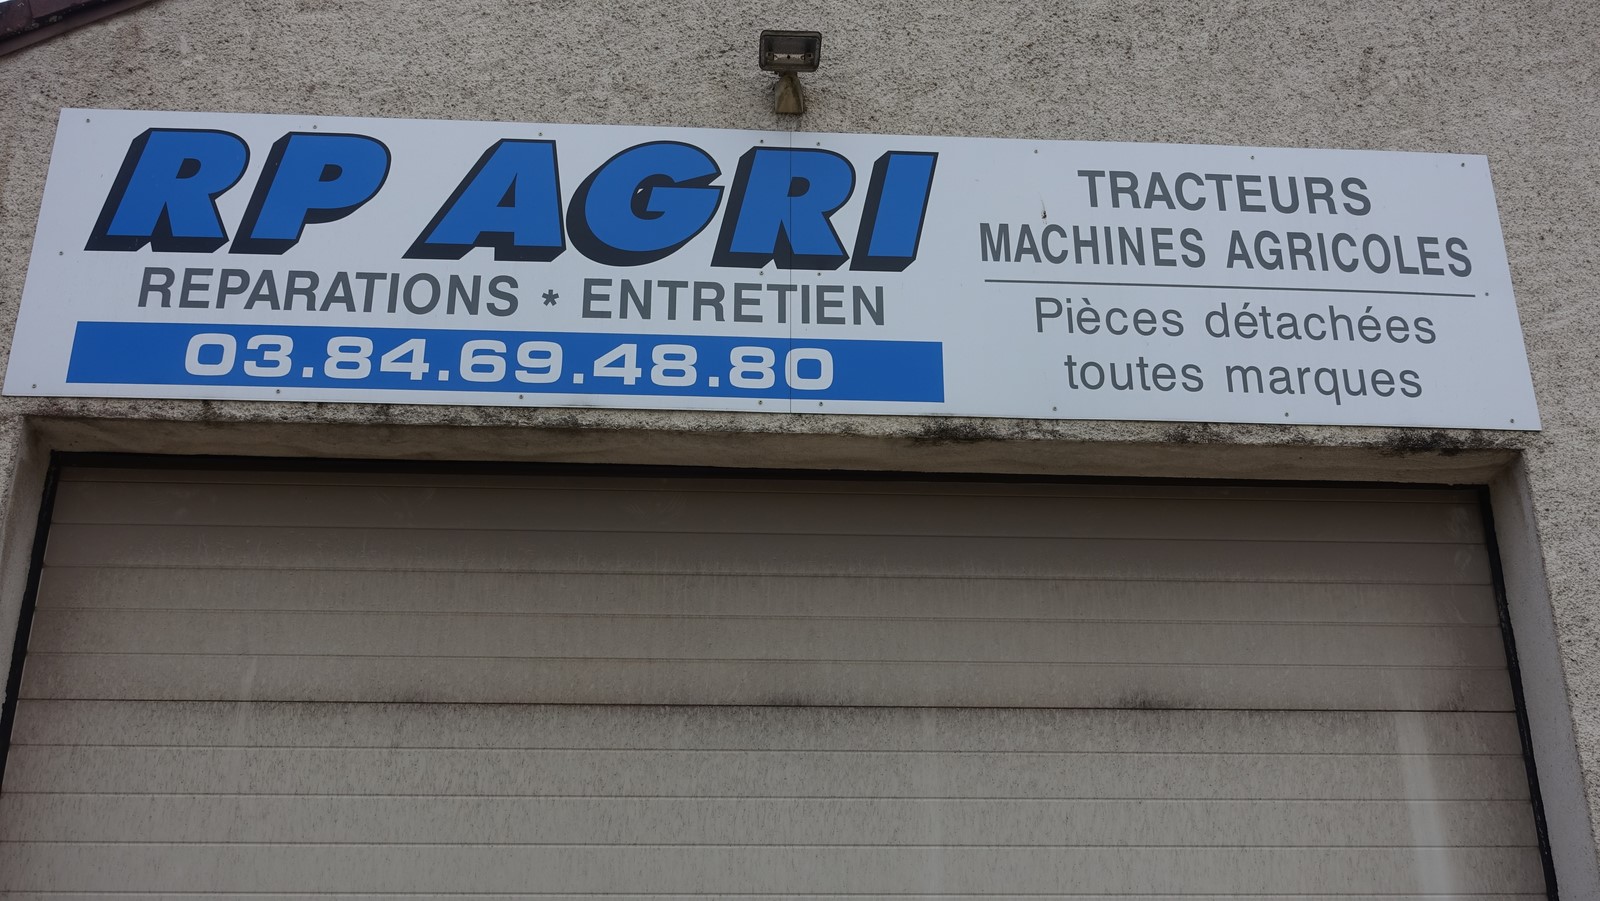 RP AGRI
REPARATIONS * ENTRETIEN
03.84.69.48.80
TRACTEURS
MACHINES AGRICOLES
Pièces détachées
toutes marques